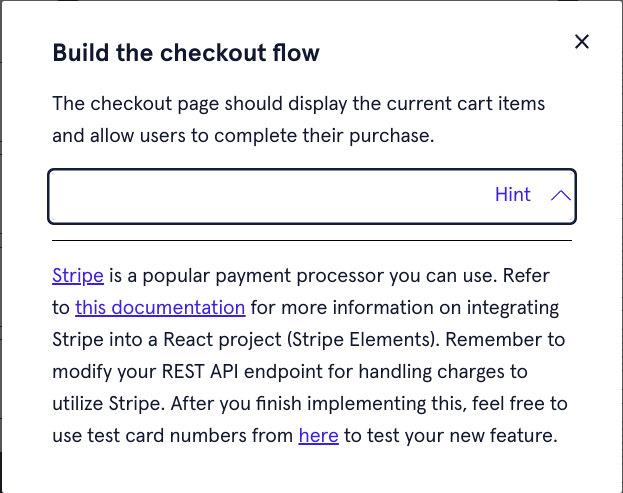 Build the checkout flow
The checkout page should display the current cart items
and allow users to complete their purchase.
Hint
Stripe is a popular payment processor you can use. Refer
to this documentation for more information on integrating
Stripe into a React project (Stripe Elements). Remember to
modify your REST API endpoint for handling charges to
utilize Stripe. After you finish implementing this, feel free to
use test card numbers from here to test your new feature.